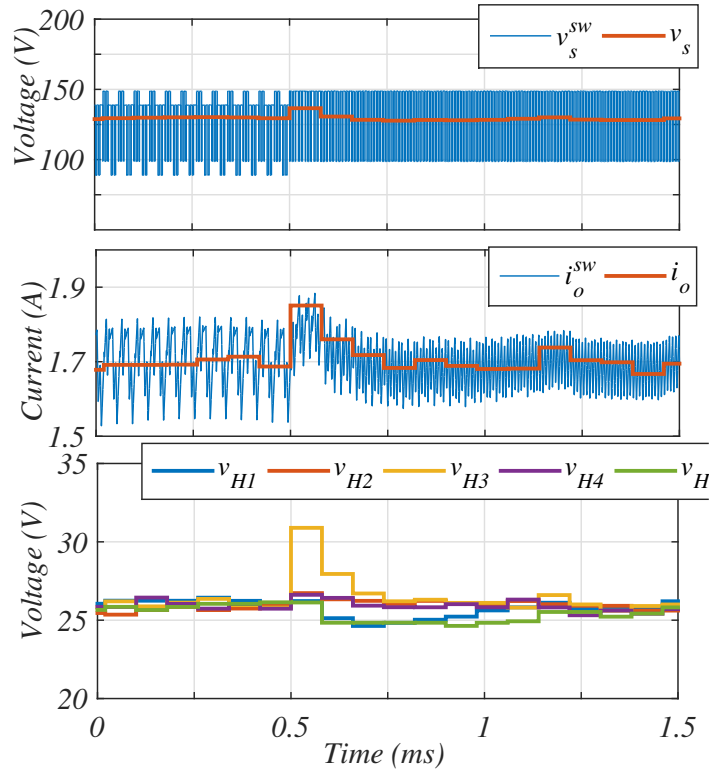 200
150
100
Voltage (V)
v_s^sw v_s
1.9
1.7
1.5
Current (A)
i_o^sw i_o
35
30
25
20
Voltage (V)
v_H1 v_H2 v_H3 v_H4 v_H
0 0.5 1 1.5
Time (ms)